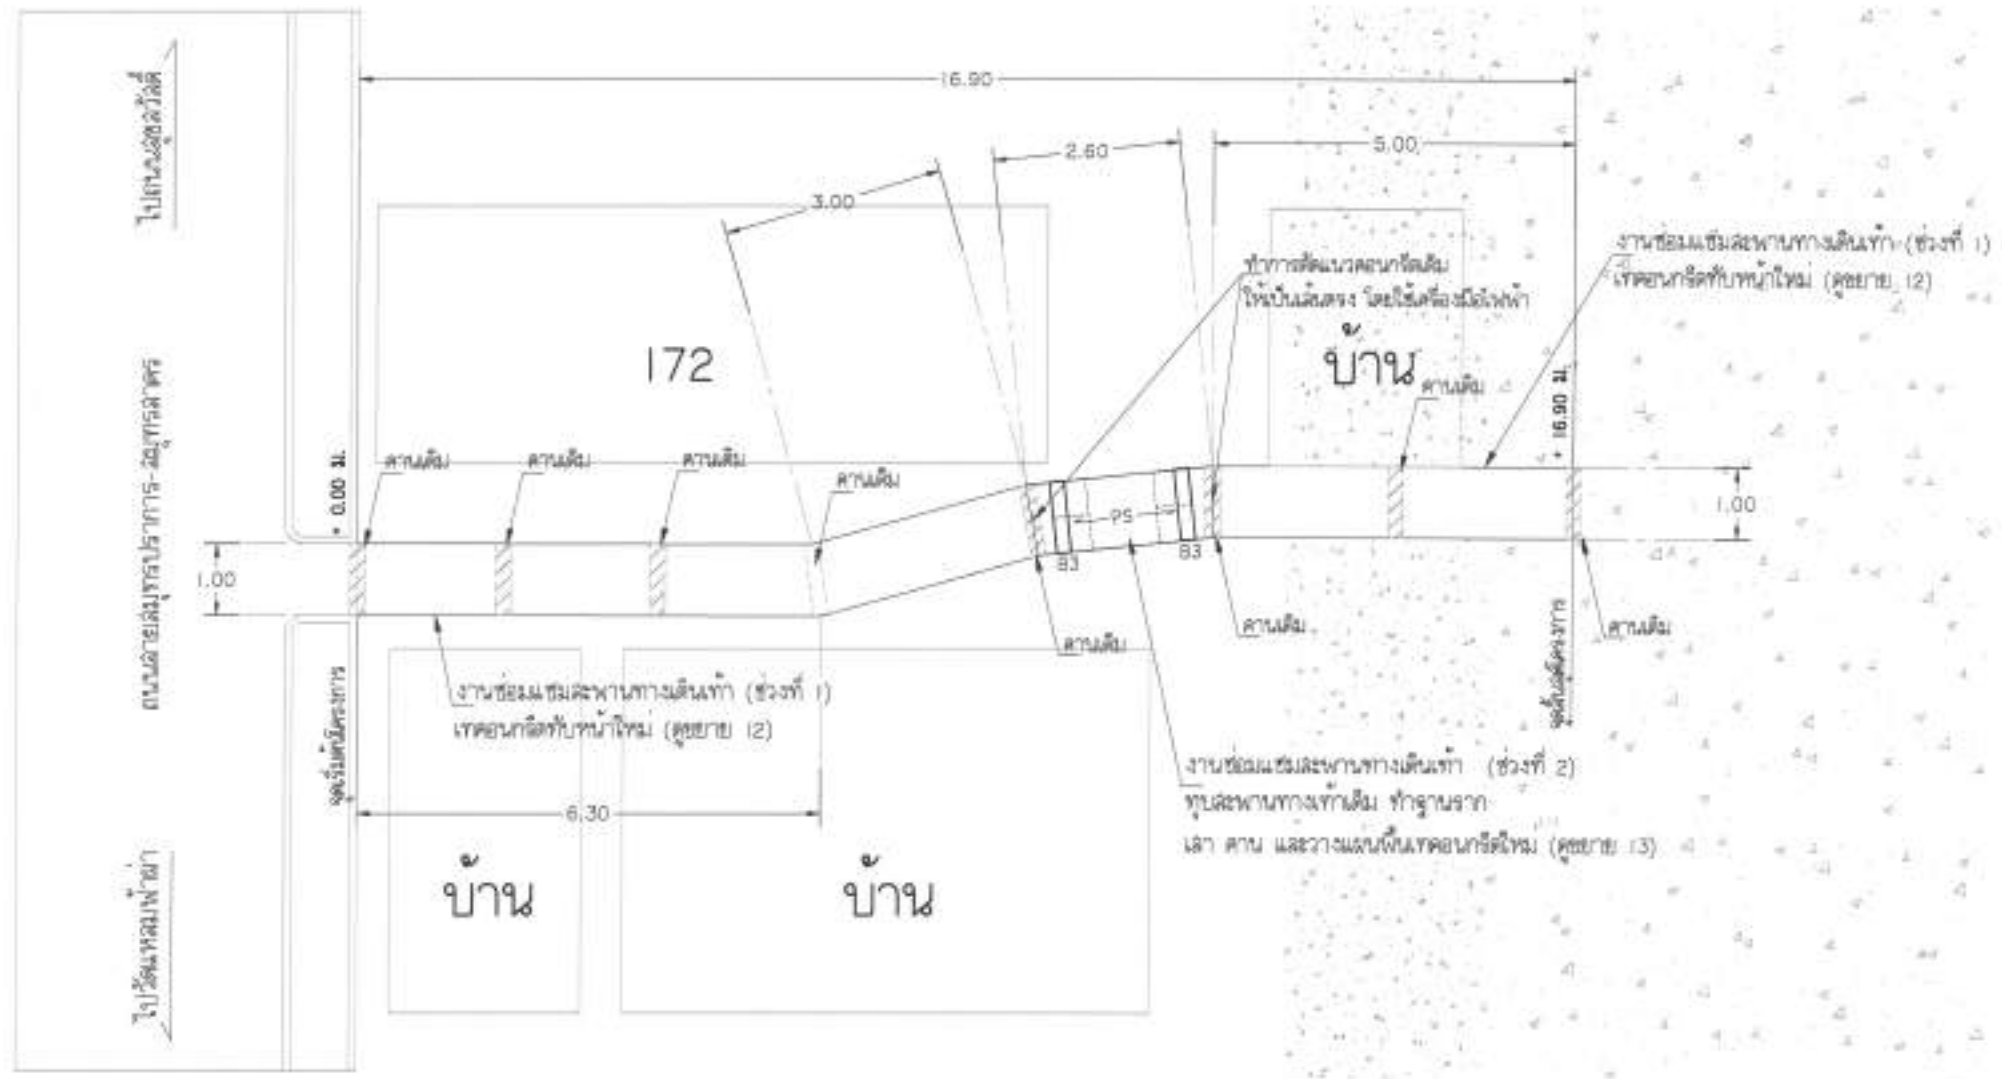 ไปถนนสุขสวัสดิ์
16.90
2.60
5.00
3.00
งานซ่อมแซมสะพานทางเดินเท้า (ช่วงที่ 1)
เทคอนกรีตทับหน้าใหม่ (ดูขยาย 12)
ทำการตัดแนวคอนกรีตเดิม
ให้เป็นเส้นตรง โดยใช้เครื่องมือไฟฟ้า
172
บ้าน
ถนนสายสมุทรปราการ-สมุทรสาคร
+ 0.00 ม.
+ 16.90 ม.
คานเดิม
คานเดิม
คานเดิม
คานเดิม
คานเดิม
1.00
1.00
PS
B3
B3
คานเดิม
คานเดิม
คานเดิม
จุดเริ่มต้นโครงการ
จุดสิ้นสุดโครงการ
งานซ่อมแซมสะพานทางเดินเท้า (ช่วงที่ 1)
เทคอนกรีตทับหน้าใหม่ (ดูขยาย 12)
งานซ่อมแซมสะพานทางเดินเท้า (ช่วงที่ 2)
ทุบสะพานทางเท้าเดิม ทำฐานราก
เสา คาน และวางแผ่นพื้นเทคอนกรีตใหม่ (ดูขยาย 13)
6.30
บ้าน
บ้าน
ไปวัดแหลมฟ้าผ่า